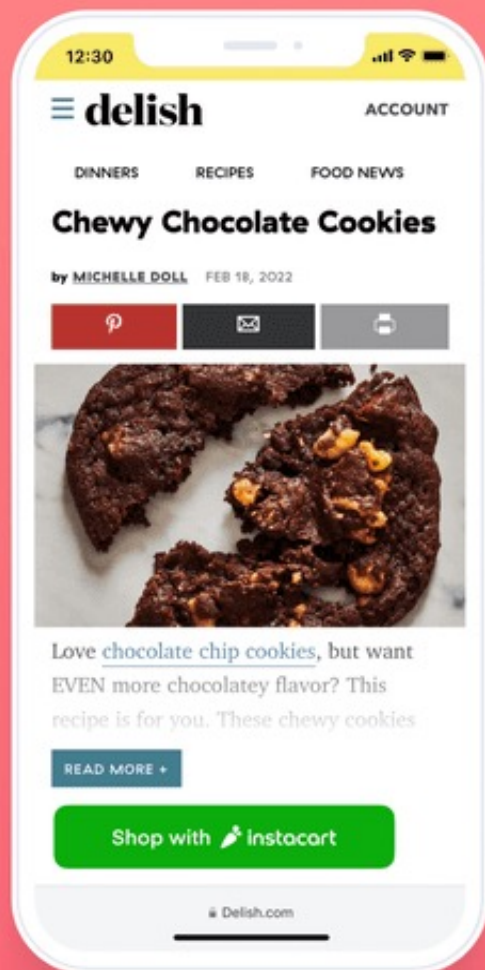 12:30
delish
ACCOUNT
DINNERS RECIPES FOOD NEWS
Chewy Chocolate Cookies
by MICHELLE DOLL FEB 18, 2022
Love chocolate chip cookies, but want
EVEN more chocolatey flavor? This
recipe is for you. These chewy cookies
READ MORE +
Shop with instacart
Delish.com